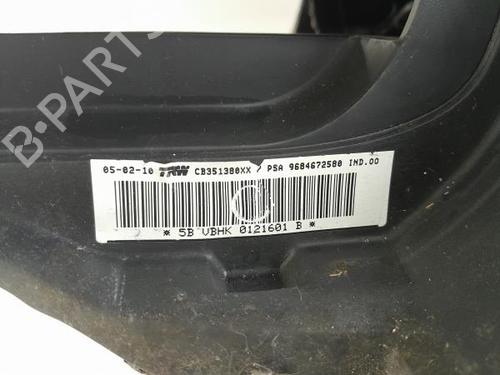 B-PARTS
05-02-10 TRW CB351380XX / PSA 9684672580 IND.00
* 5B VBHK 0121601 B *